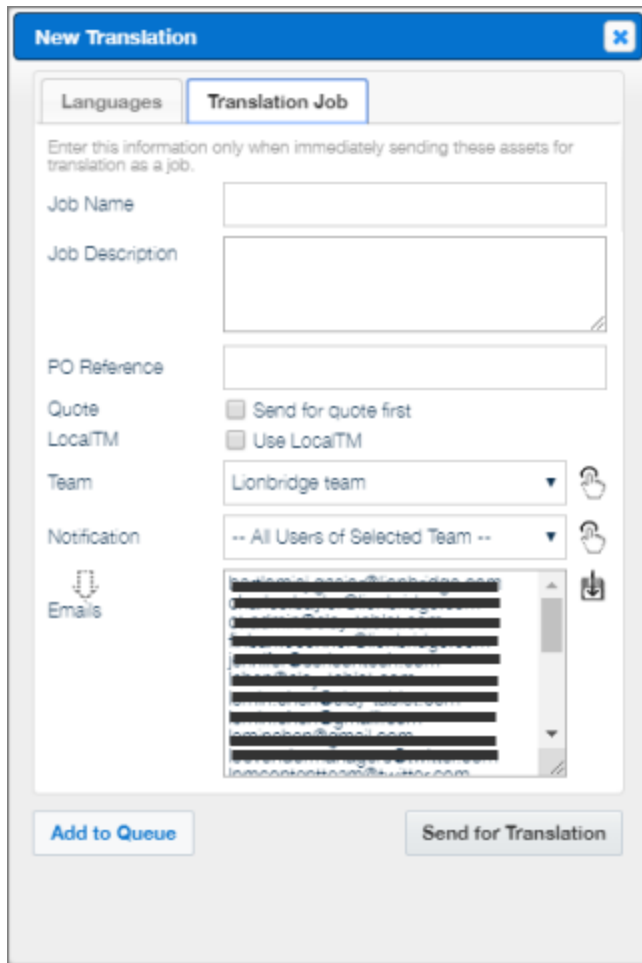 New Translation
Languages
Translation Job
Enter this information only when immediately sending these assets for
translation as a job.
Job Name
Job Description
PO Reference
Quote
Send for quote first
LocalTM
Use LocalTM
Team
Lionbridge team
Notification
-- All Users of Selected Team --
Emails
Add to Queue
Send for Translation